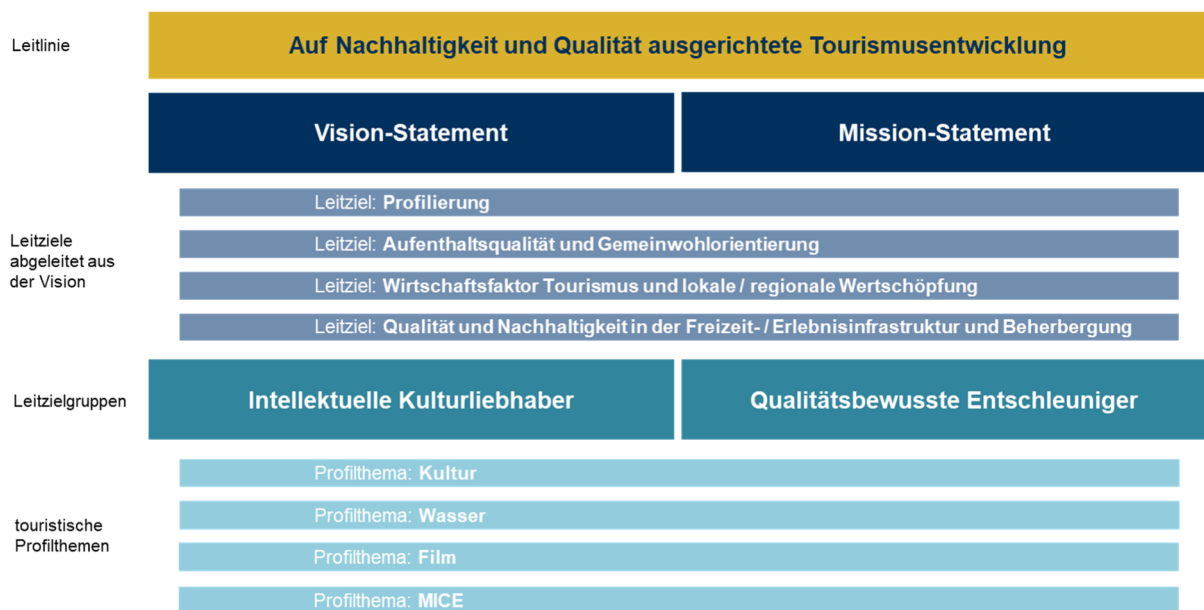 Leitlinie
Auf Nachhaltigkeit und Qualität ausgerichtete Tourismusentwicklung
Vision-Statement
Mission-Statement
Leitziele
abgeleitet aus
der Vision
Leitziel: Profilierung
Leitziel: Aufenthaltsqualität und Gemeinwohlorientierung
Leitziel: Wirtschaftsfaktor Tourismus und lokale / regionale Wertschöpfung
Leitziel: Qualität und Nachhaltigkeit in der Freizeit- / Erlebnisinfrastruktur und Beherbergung
Leitzielgruppen
Intellektuelle Kulturliebhaber
Qualitätsbewusste Entschleuniger
touristische
Profilthemen
Profilthema: Kultur
Profilthema: Wasser
Profilthema: Film
Profilthema: MICE